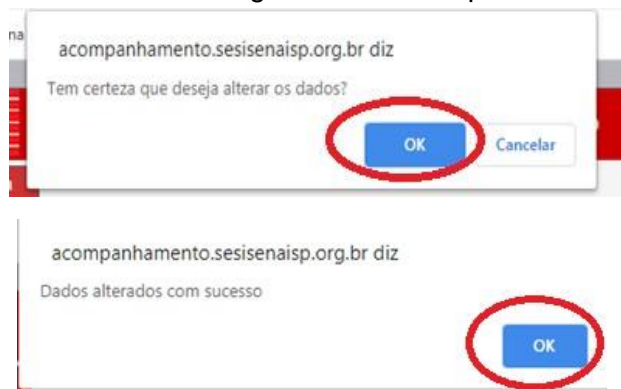 acompanhamento.sesisenaisp.org.br diz
Tem certeza que deseja alterar os dados?
OK Cancelar
acompanhamento.sesisenaisp.org.br diz
Dados alterados com sucesso
OK